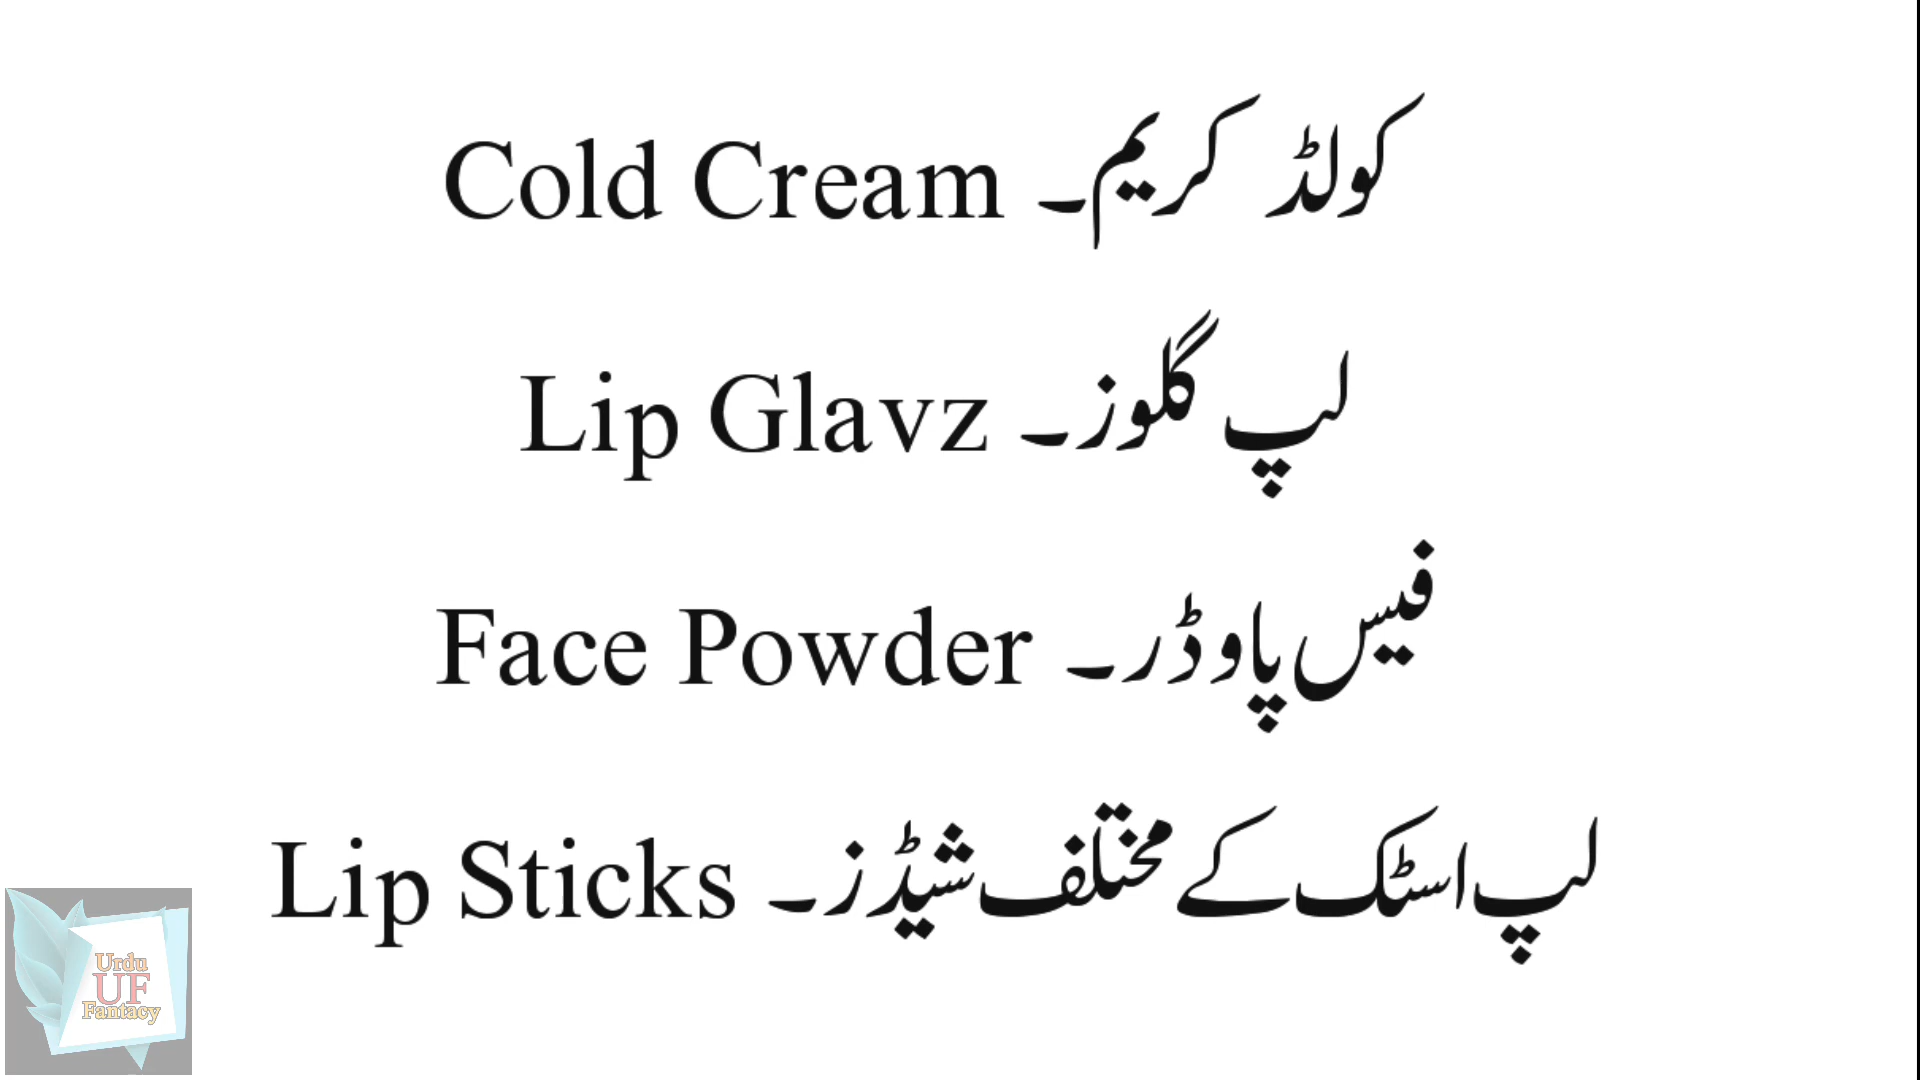 کولڈ کریم۔ Cold Cream
لپ گلوز۔ Lip Glavz
فیس پاوڈر۔ Face Powder
لپ اسٹک کے مختلف شیڈز۔ Lip Sticks
Urdu
UF
Fantacy